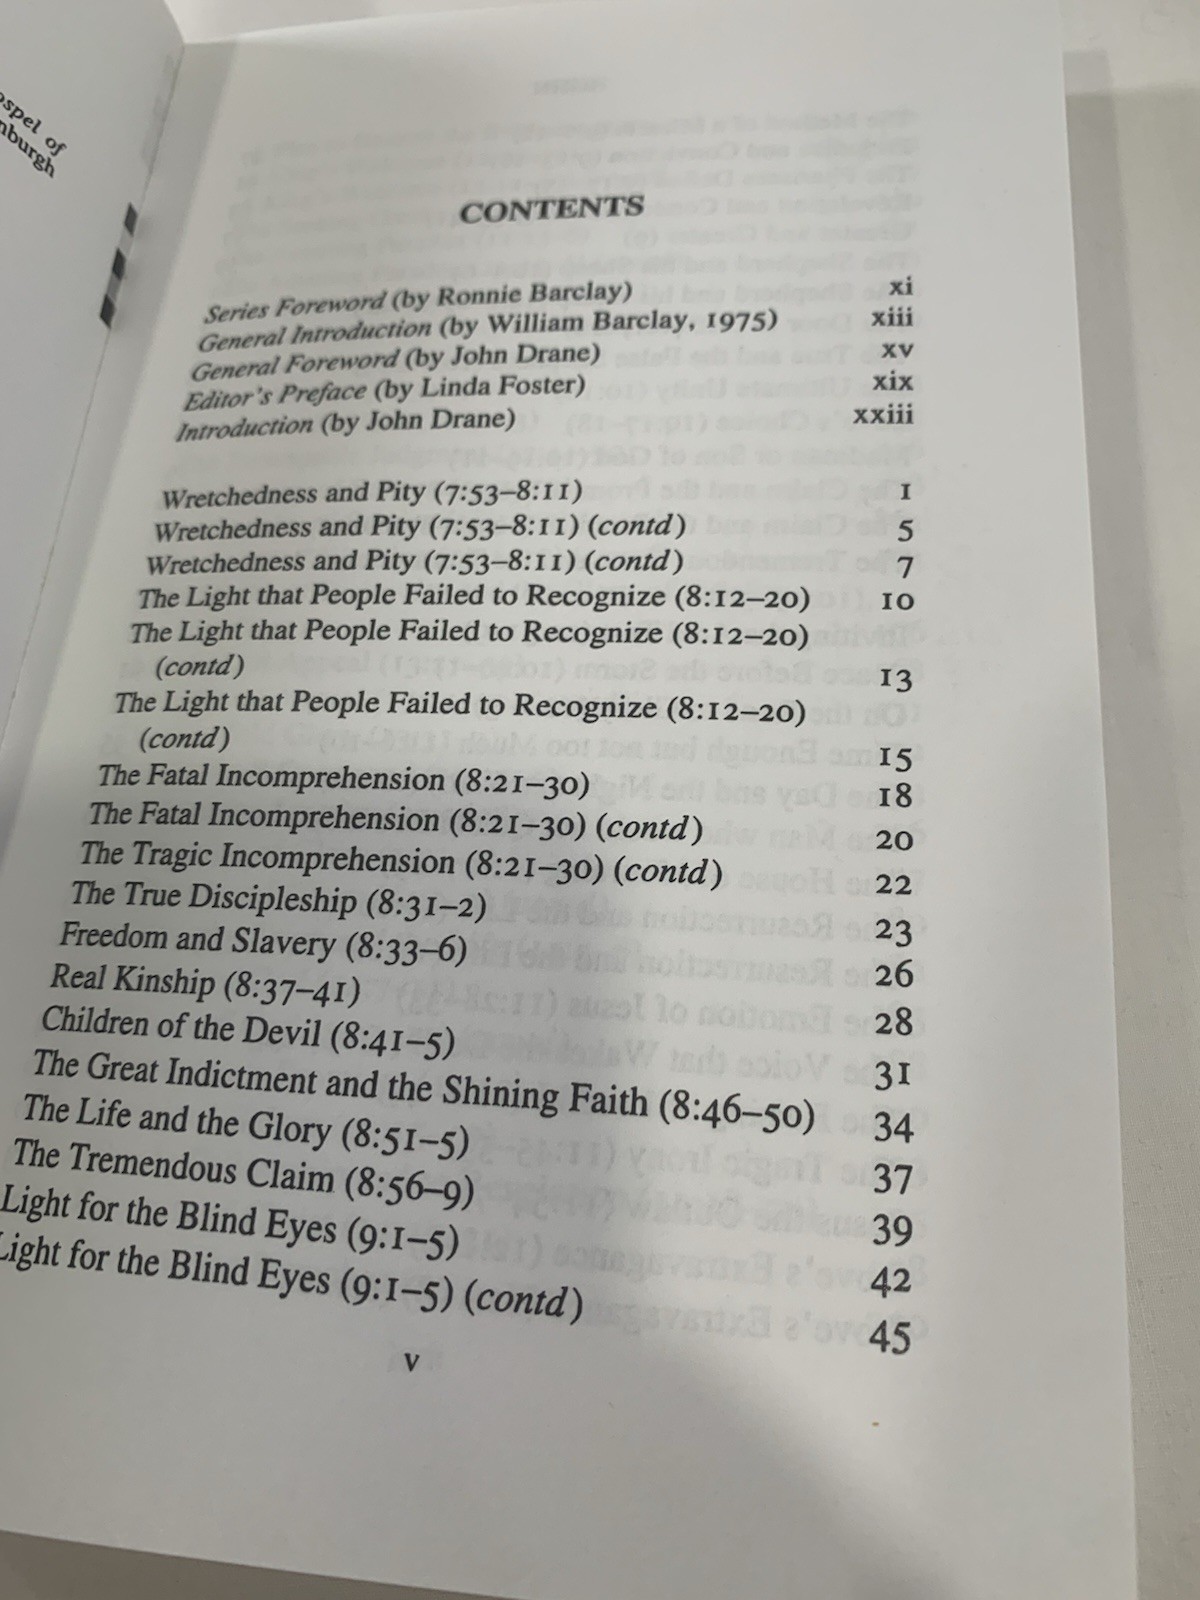 ospel of
nburgh
CONTENTS
Series Foreword (by Ronnie Barclay) xi
General Introduction (by William Barclay, 1975) xiii
General Foreword (by John Drane) xv
Editor's Preface (by Linda Foster) xix
Introduction (by John Drane) xxiii
Wretchedness and Pity (7:53–8:11) 1
Wretchedness and Pity (7:53–8:11) (contd) 5
Wretchedness and Pity (7:53–8:11) (contd) 7
The Light that People Failed to Recognize (8:12–20) 10
The Light that People Failed to Recognize (8:12–20)
(contd) 13
The Light that People Failed to Recognize (8:12–20)
(contd) 15
The Fatal Incomprehension (8:21–30) 18
The Fatal Incomprehension (8:21–30) (contd) 20
The Tragic Incomprehension (8:21–30) (contd) 22
The True Discipleship (8:31–2) 23
Freedom and Slavery (8:33–6) 26
Real Kinship (8:37–41) 28
Children of the Devil (8:41–5) 31
The Great Indictment and the Shining Faith (8:46–50) 34
The Life and the Glory (8:51–5) 37
The Tremendous Claim (8:56–9) 39
Light for the Blind Eyes (9:1–5) 42
Light for the Blind Eyes (9:1–5) (contd) 45
v